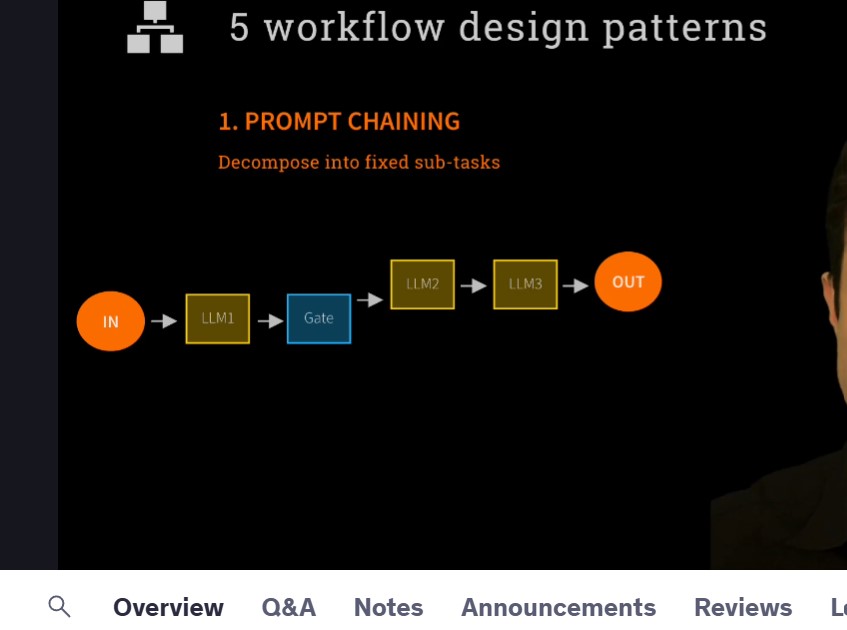 5 workflow design patterns
1. PROMPT CHAINING
Decompose into fixed sub-tasks
IN
LLM1
Gate
LLM2
LLM3
OUT
Overview Q&A Notes Announcements Reviews